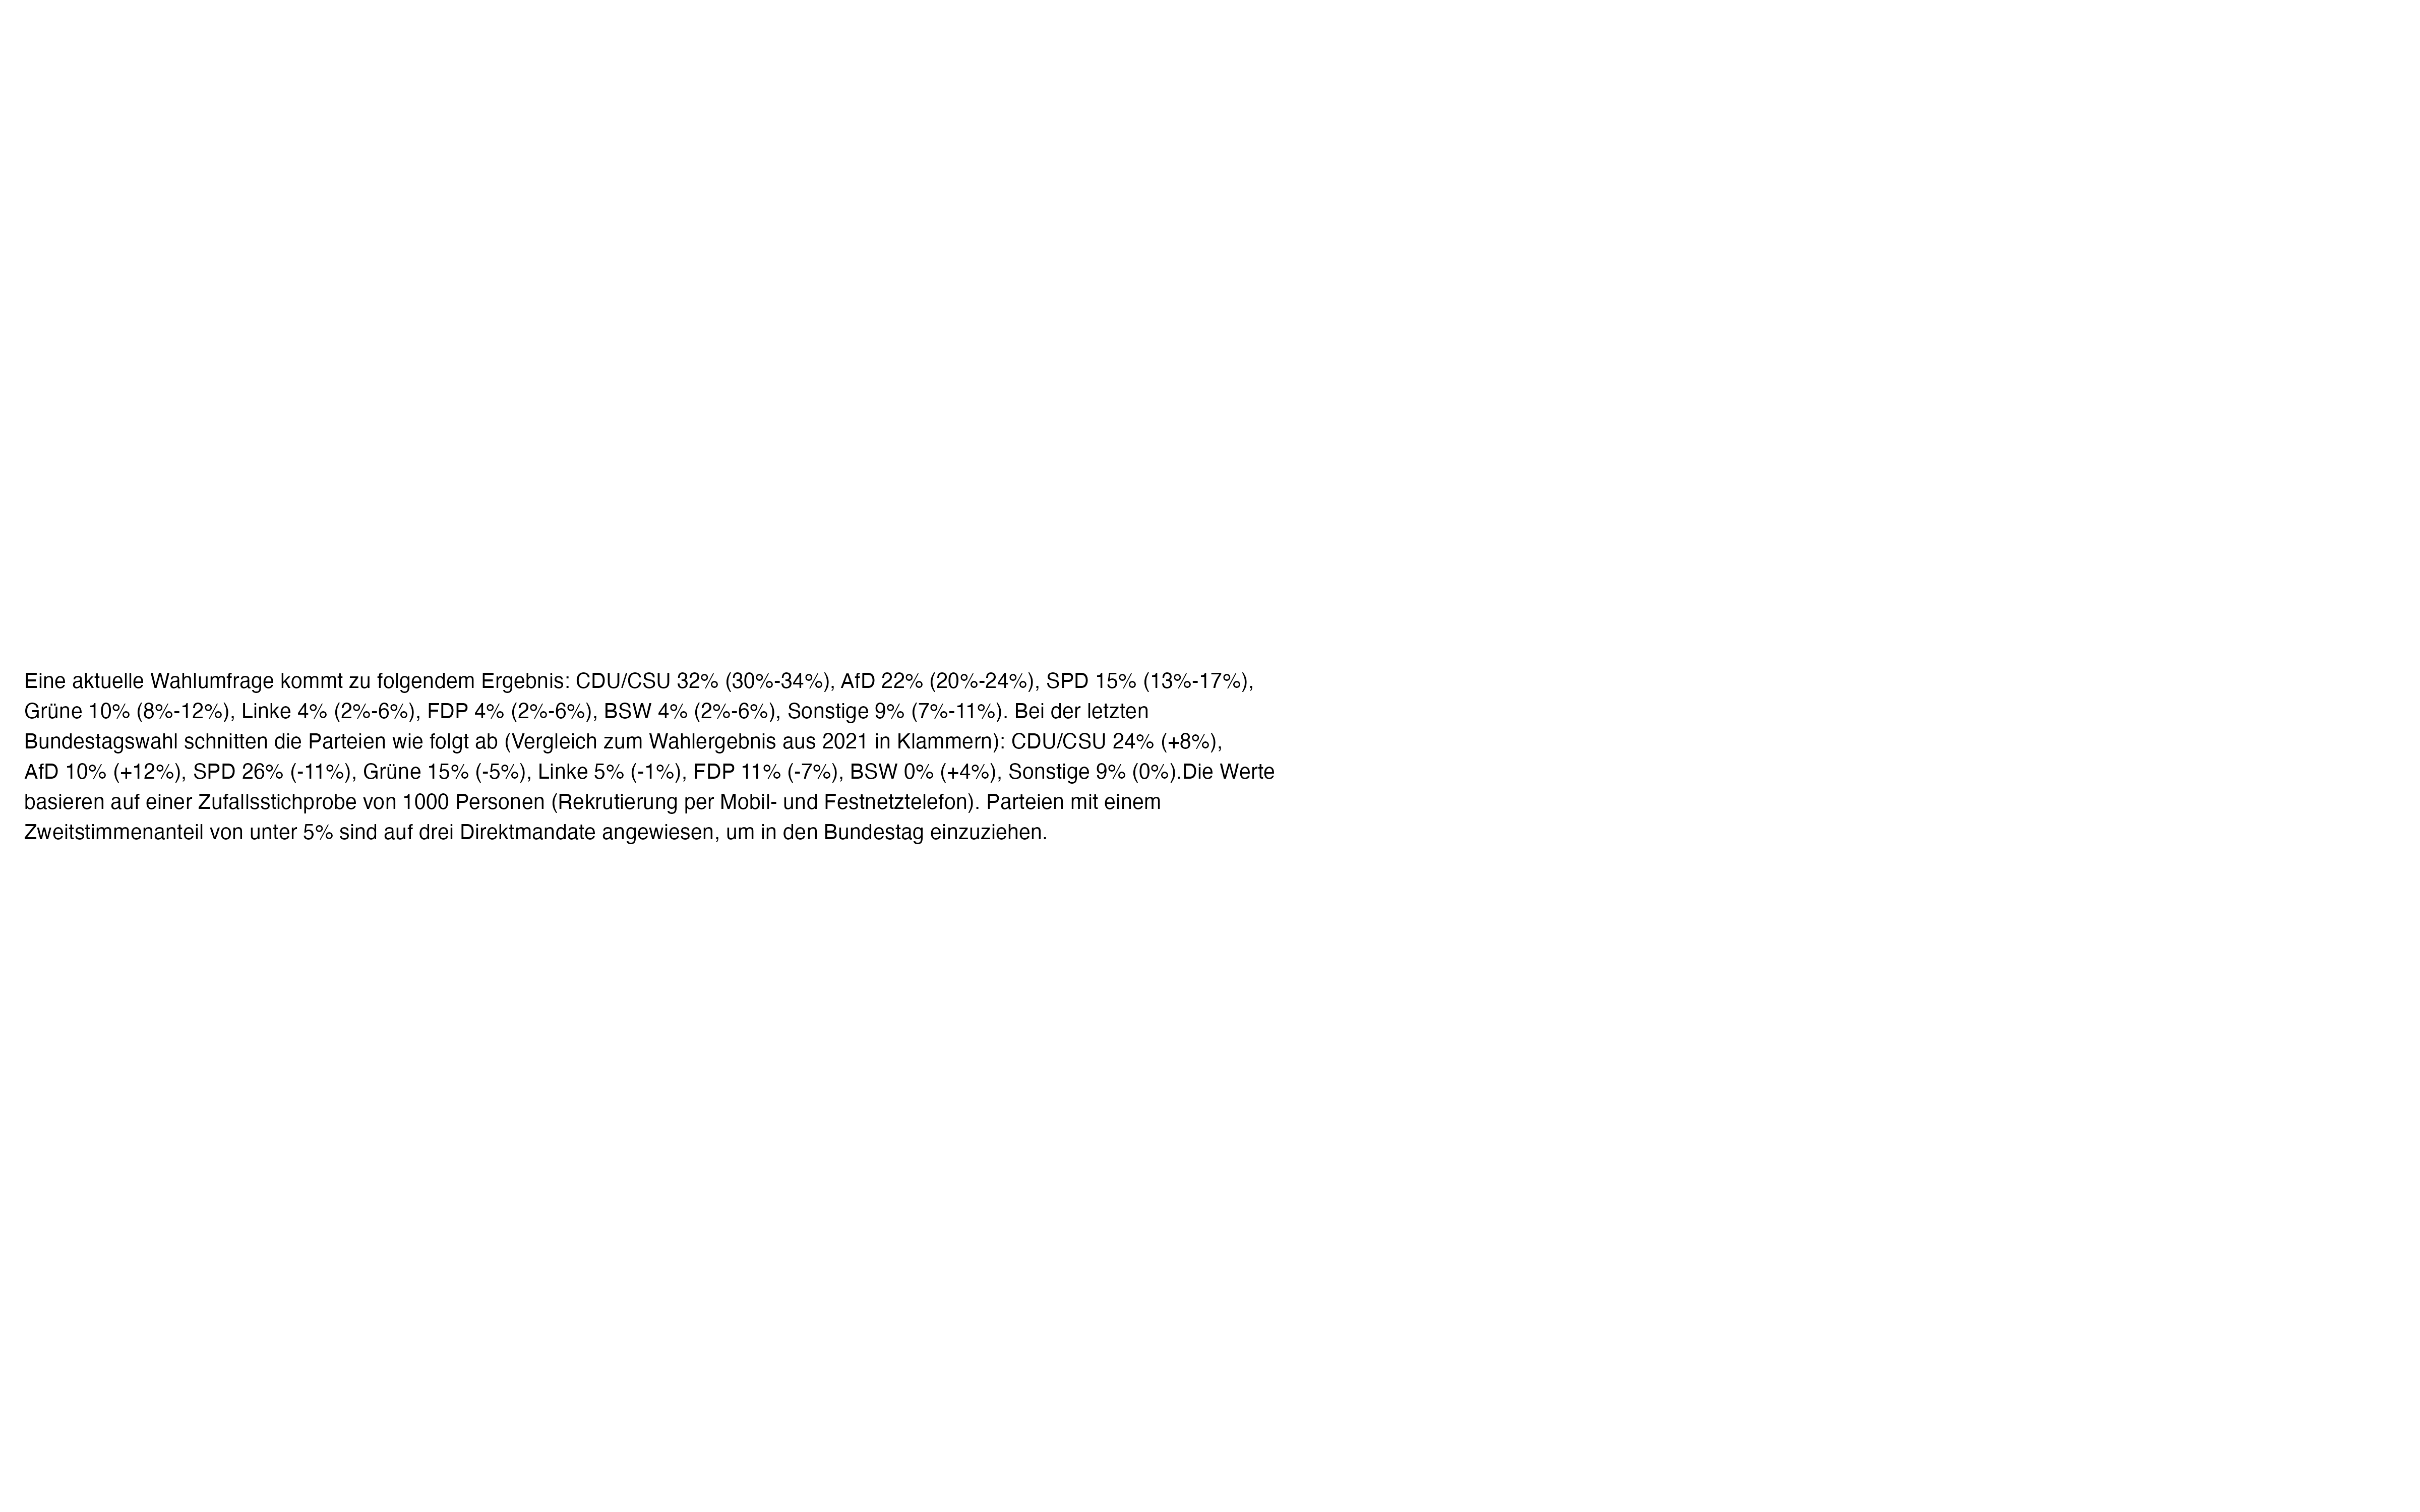 Eine aktuelle Wahlumfrage kommt zu folgendem Ergebnis: CDU/CSU 32% (30%-34%), AfD 22% (20%-24%), SPD 15% (13%-17%),
Grüne 10% (8%-12%), Linke 4% (2%-6%), FDP 4% (2%-6%), BSW 4% (2%-6%), Sonstige 9% (7%-11%). Bei der letzten
Bundestagswahl schnitten die Parteien wie folgt ab (Vergleich zum Wahlergebnis aus 2021 in Klammern): CDU/CSU 24% (+8%),
AfD 10% (+12%), SPD 26% (-11%), Grüne 15% (-5%), Linke 5% (-1%), FDP 11% (-7%), BSW 0% (+4%), Sonstige 9% (0%).Die Werte
basieren auf einer Zufallsstichprobe von 1000 Personen (Rekrutierung per Mobil- und Festnetztelefon). Parteien mit einem
Zweitstimmenanteil von unter 5% sind auf drei Direktmandate angewiesen, um in den Bundestag einzuziehen.